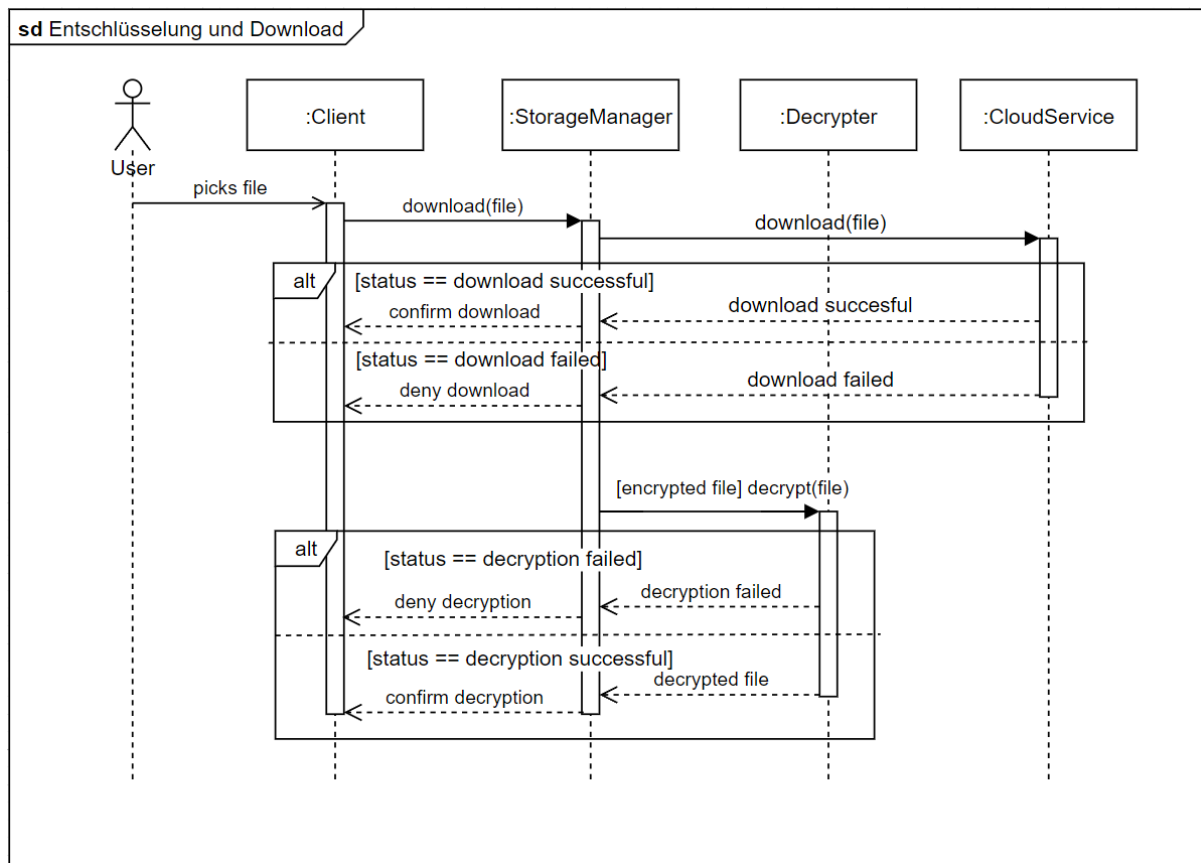 sd Entschlüsselung und Download
:Client
:StorageManager
:Decrypter
:CloudService
User
picks file
download(file)
download(file)
alt
[status == download successful]
download succesful
confirm download
[status == download failed]
download failed
deny download
[encrypted file] decrypt(file)
alt
[status == decryption failed]
decryption failed
deny decryption
[status == decryption successful]
decrypted file
confirm decryption